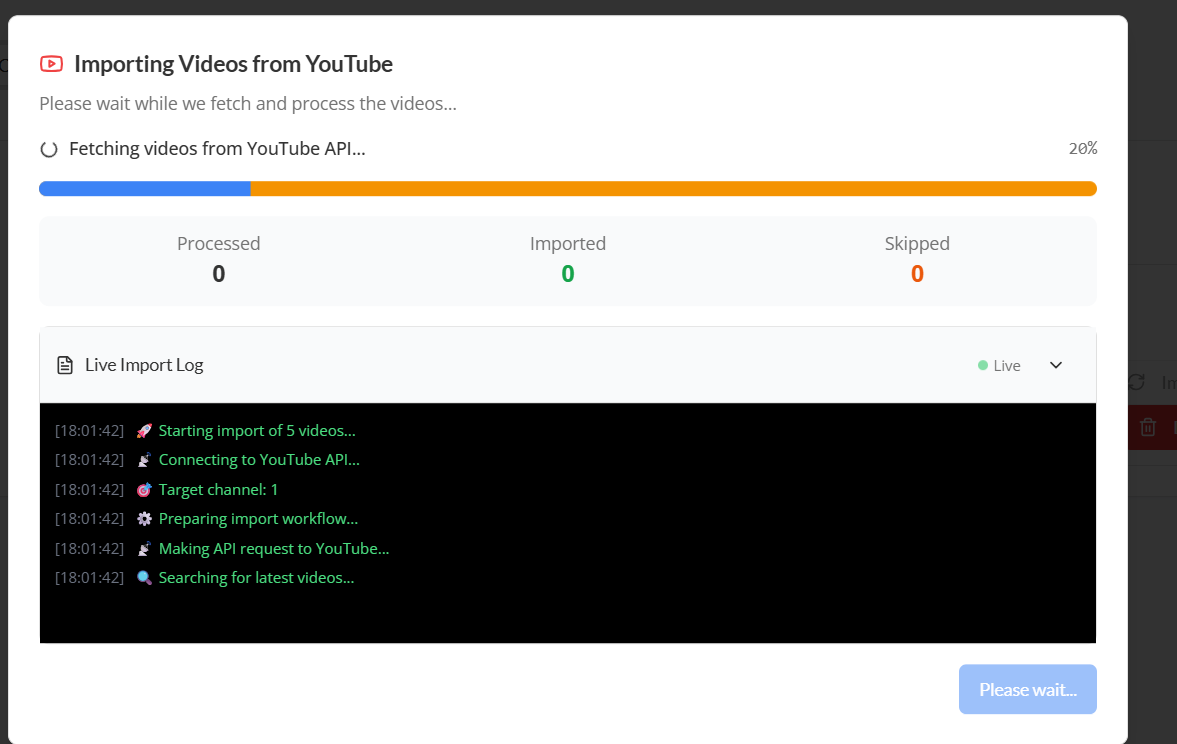 Importing Videos from YouTube
Please wait while we fetch and process the videos...
Fetching videos from YouTube API...
20%
Processed
Imported
Skipped
0
0
0
Live Import Log
Live
[18:01:42] 🚀 Starting import of 5 videos...
[18:01:42] 📡 Connecting to YouTube API...
[18:01:42] 🎯 Target channel: 1
[18:01:42] ⚙️ Preparing import workflow...
[18:01:42] 📡 Making API request to YouTube...
[18:01:42] 🔍 Searching for latest videos...
Please wait...